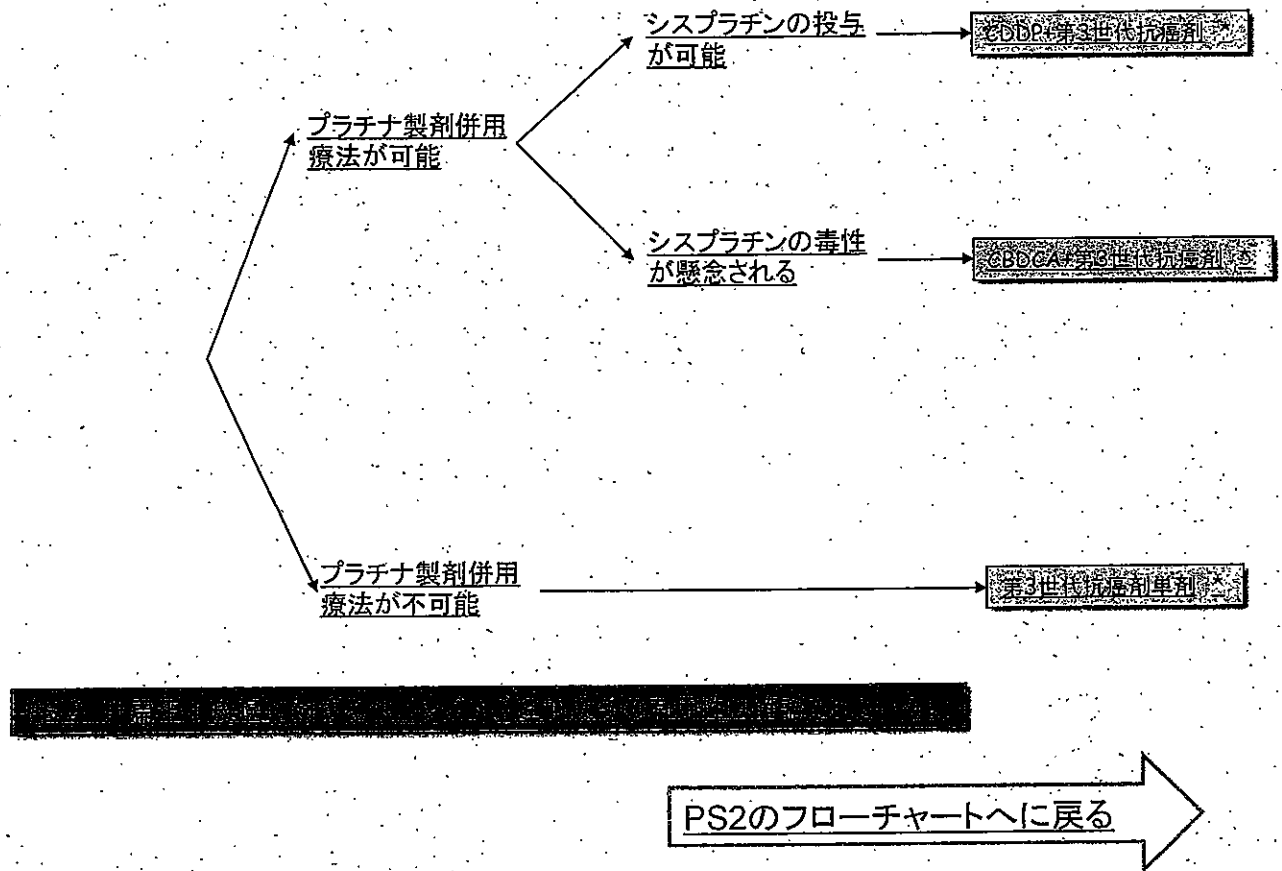 シスプラチンの投与
が可能
CDDP+第3世代抗癌剤 *
プラチナ製剤併用
療法が可能
シスプラチンの毒性
が懸念される
CBDCA+第3世代抗癌剤
プラチナ製剤併用
療法が不可能
第3世代抗癌剤単剤 *
PS2のフローチャートへに戻る